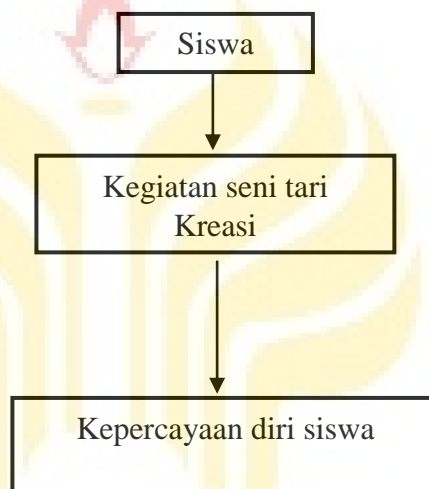 Siswa
Kegiatan seni tari
Kreasi
Kepercayaan diri siswa